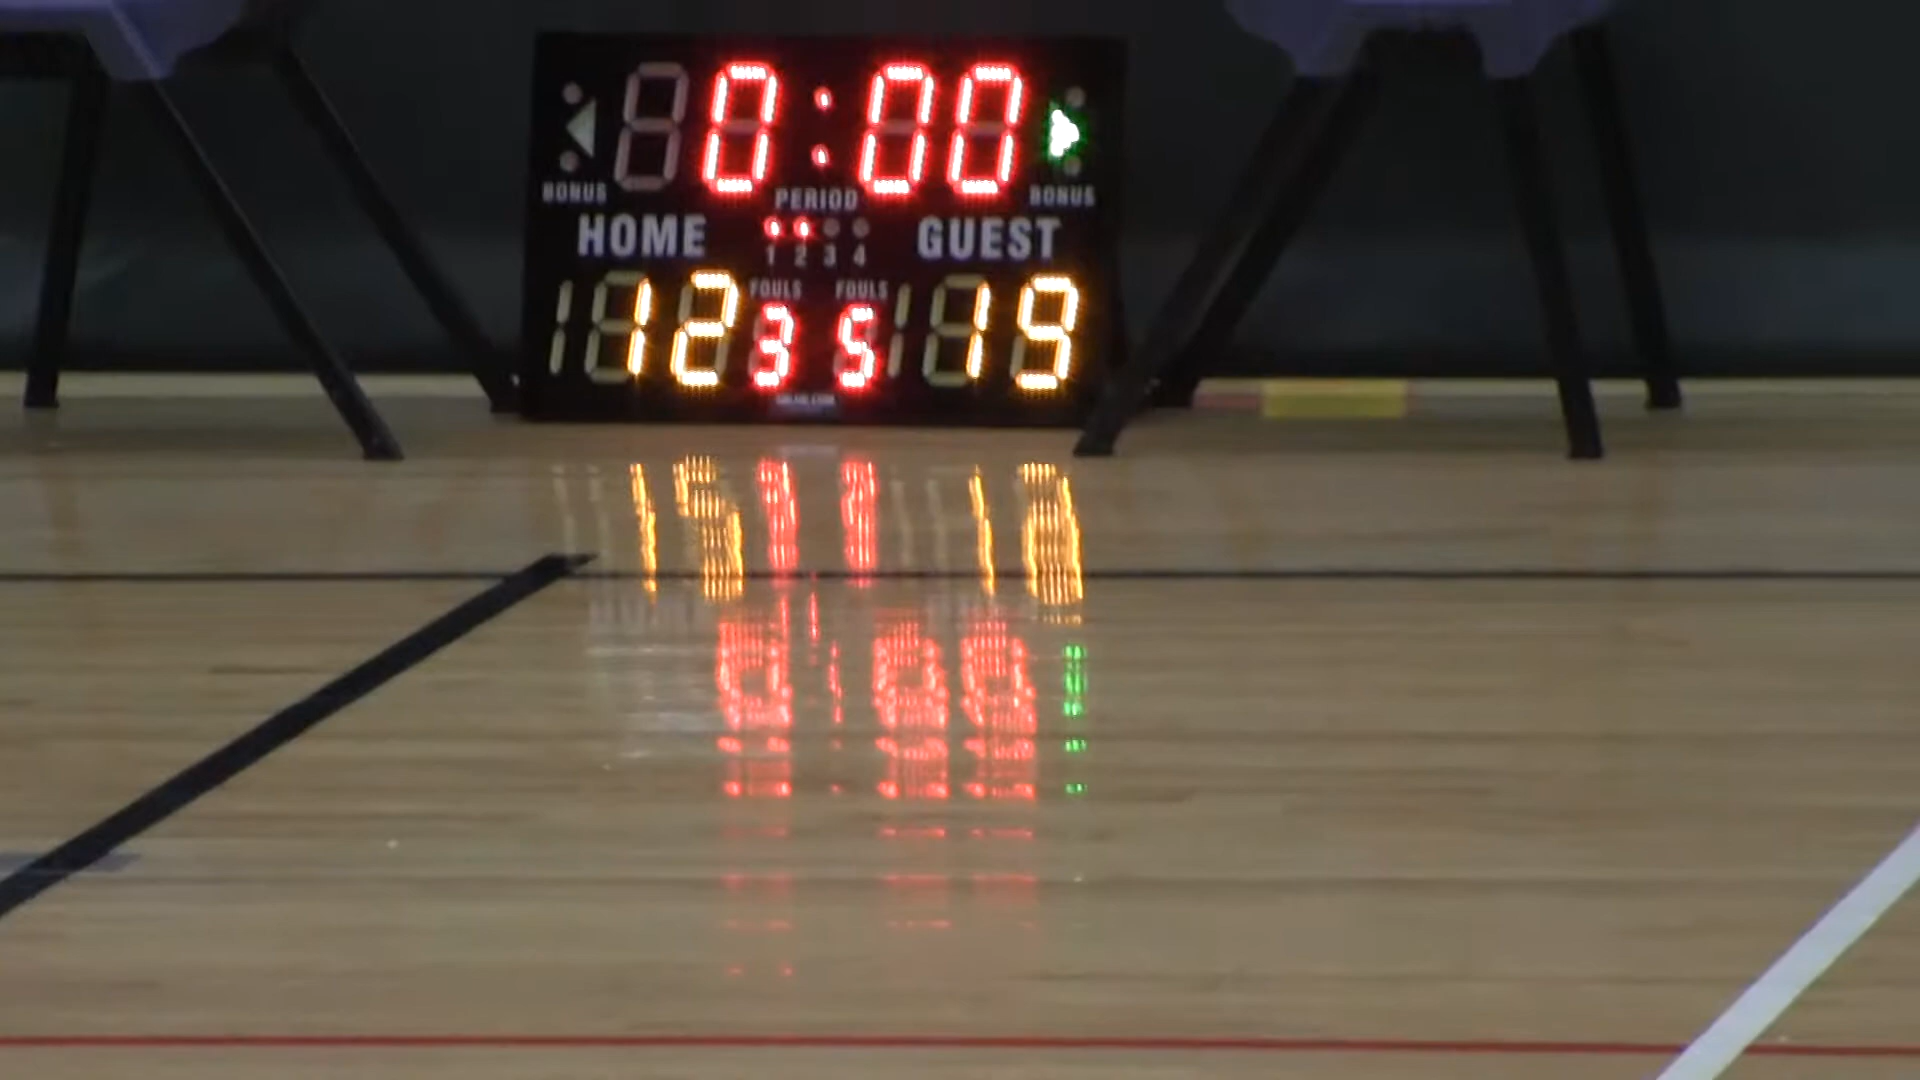 0:00
BONUS PERIOD BONUS
HOME GUEST
1 2 3 4
FOULS FOULS
12 3 5 19